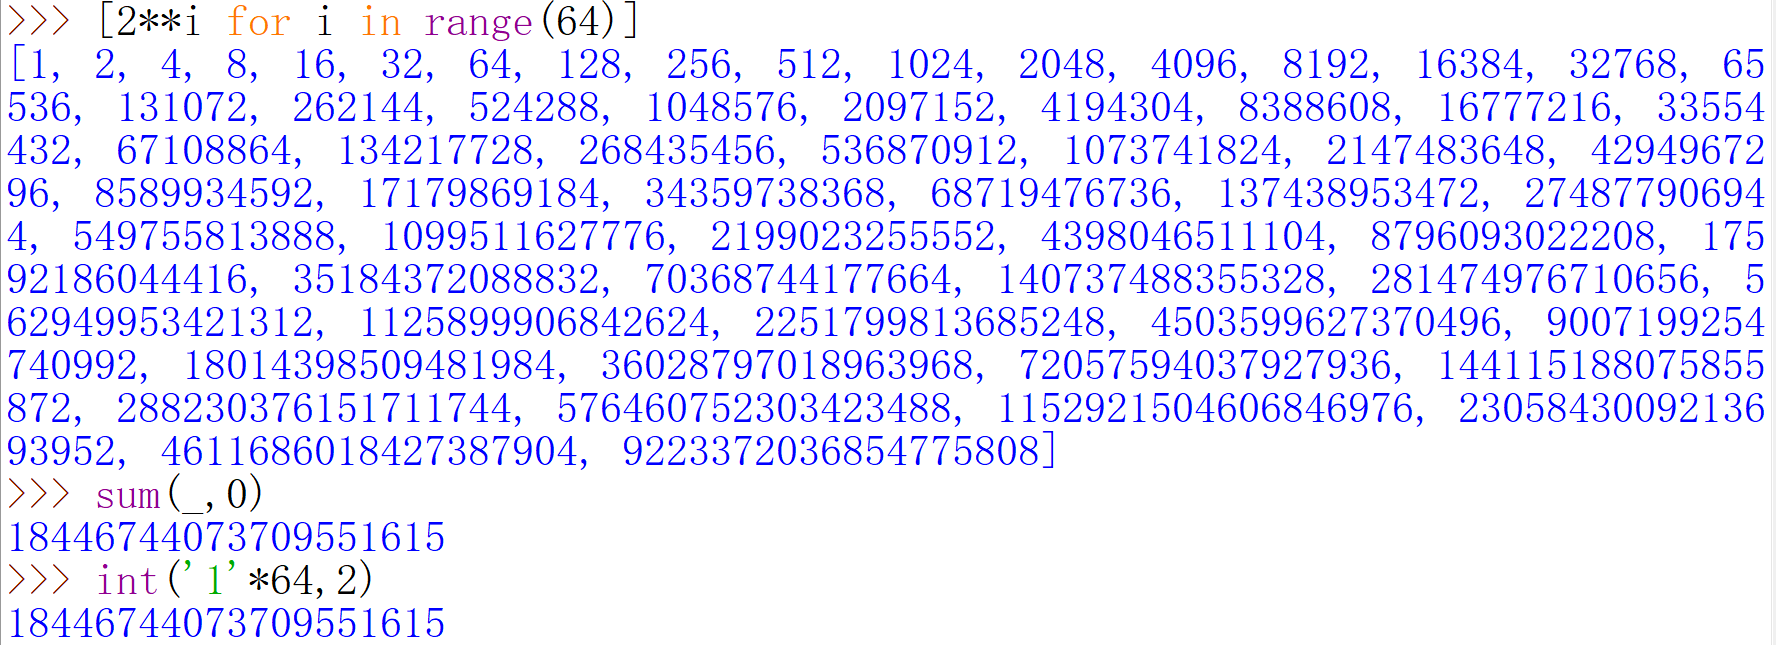 >>> [2**i for i in range(64)]
[1, 2, 4, 8, 16, 32, 64, 128, 256, 512, 1024, 2048, 4096, 8192, 16384, 32768, 65
536, 131072, 262144, 524288, 1048576, 2097152, 4194304, 8388608, 16777216, 33554
432, 67108864, 134217728, 268435456, 536870912, 1073741824, 2147483648, 42949672
96, 8589934592, 17179869184, 34359738368, 68719476736, 137438953472, 27487790694
4, 549755813888, 1099511627776, 2199023255552, 4398046511104, 8796093022208, 175
92186044416, 35184372088832, 70368744177664, 140737488355328, 281474976710656, 5
62949953421312, 1125899906842624, 2251799813685248, 4503599627370496, 9007199254
740992, 18014398509481984, 36028797018963968, 72057594037927936, 144115188075855
872, 288230376151711744, 576460752303423488, 1152921504606846976, 23058430092136
93952, 4611686018427387904, 9223372036854775808]
>>> sum(_,0)
18446744073709551615
>>> int('1'*64,2)
18446744073709551615